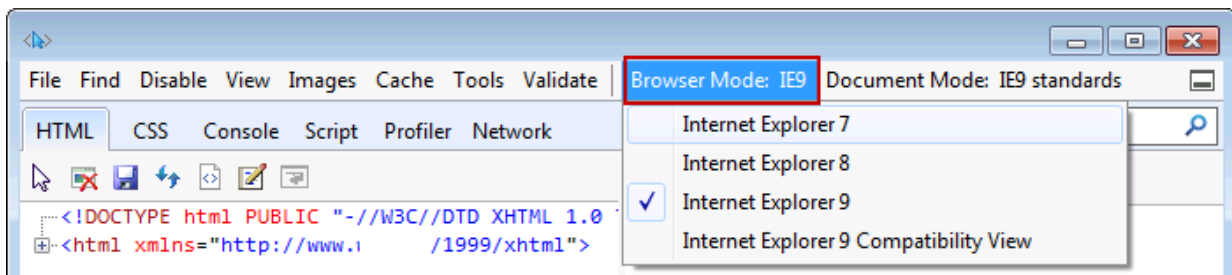 File Find Disable View Images Cache Tools Validate Browser Mode: IE9 Document Mode: IE9 standards
HTML CSS Console Script Profiler Network
Internet Explorer 7
Internet Explorer 8
Internet Explorer 9
Internet Explorer 9 Compatibility View
<!DOCTYPE html PUBLIC "-//W3C//DTD XHTML 1.0
<html xmlns="http://www. /1999/xhtml">